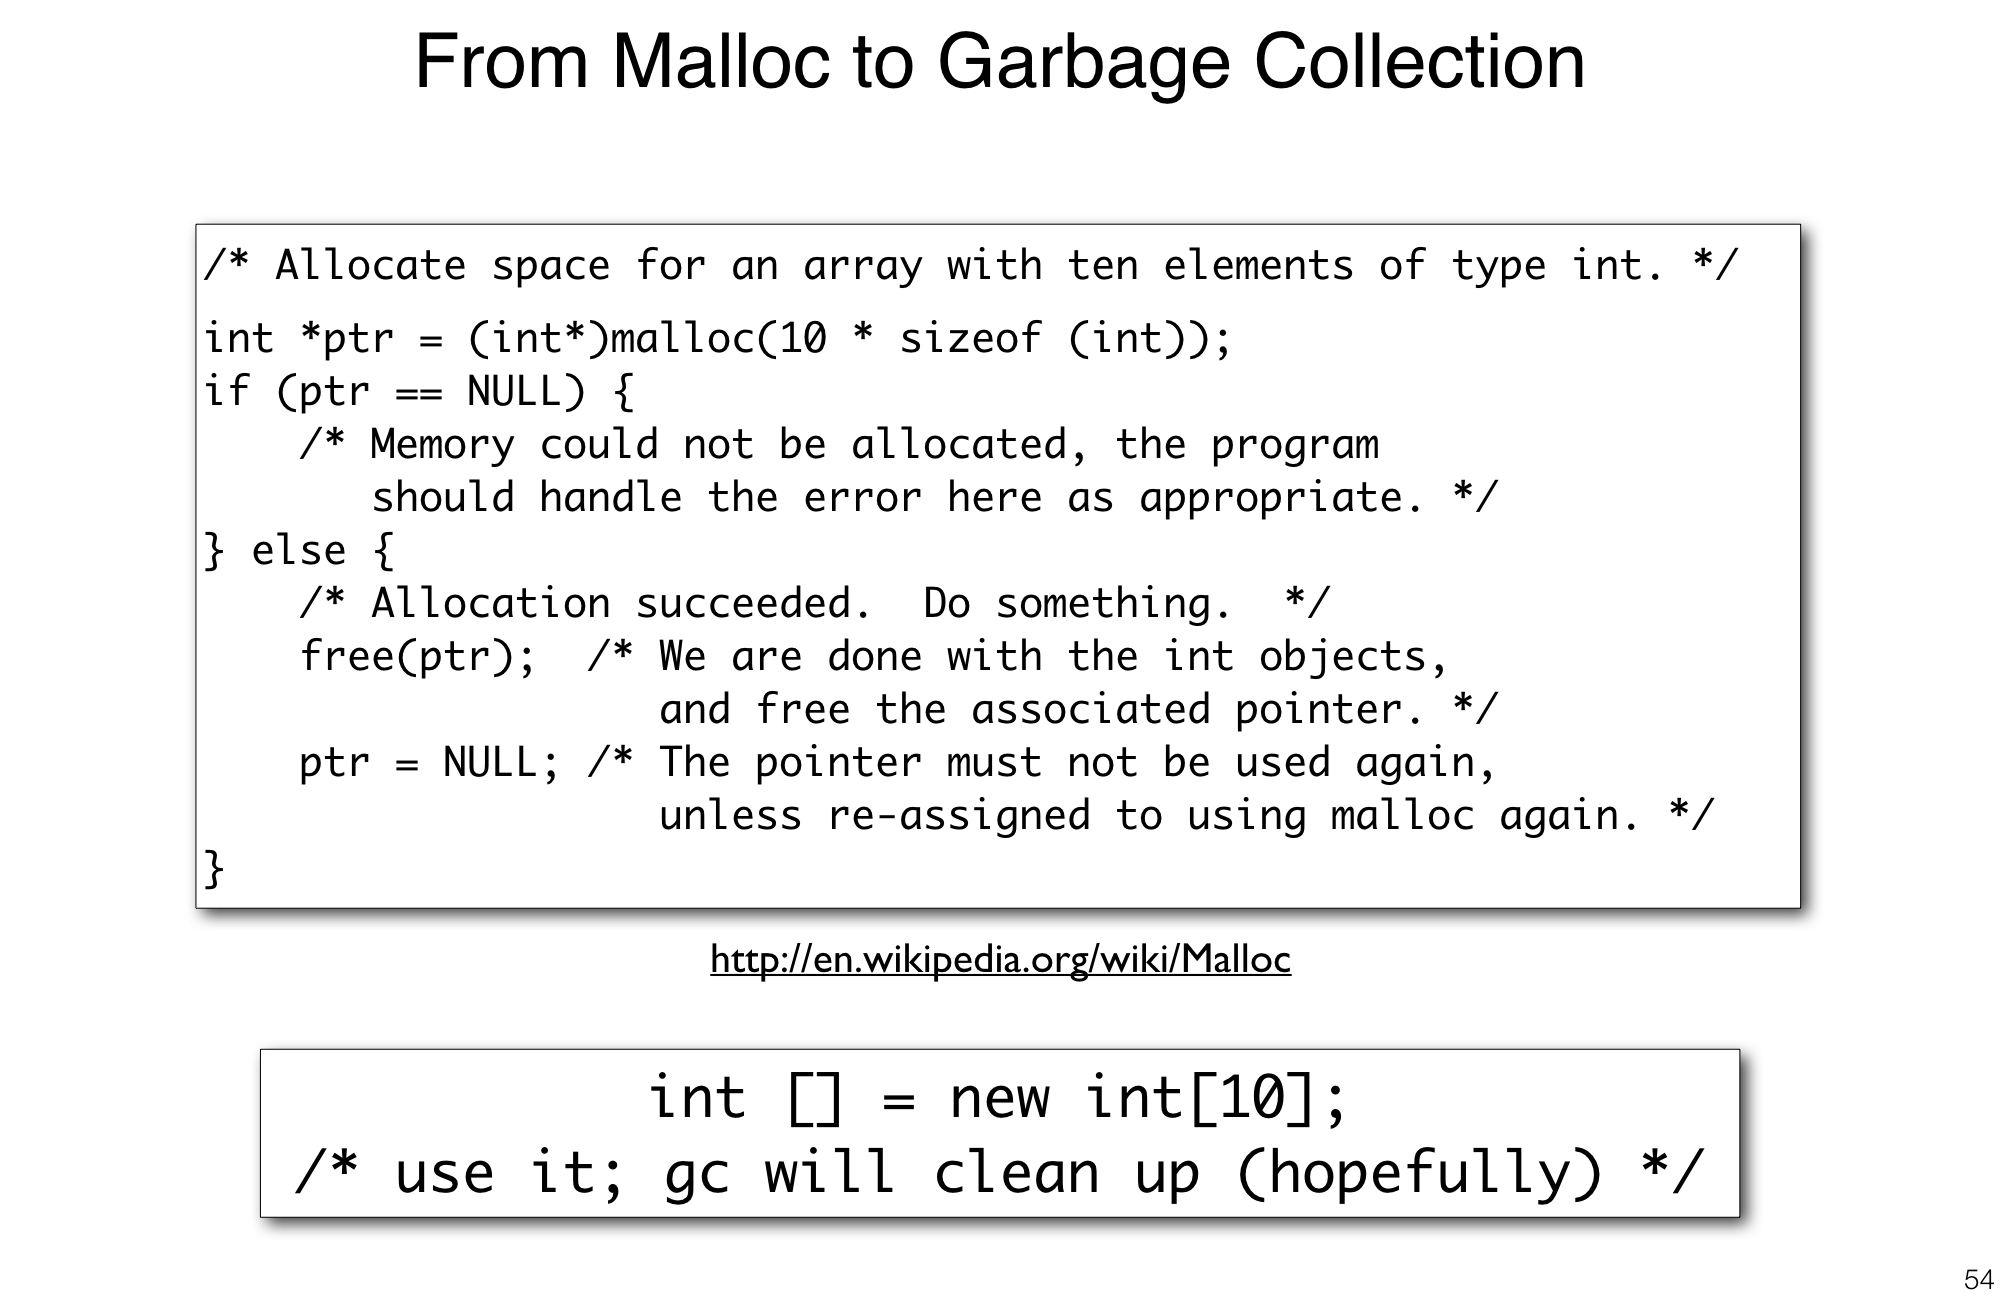 From Malloc to Garbage Collection
/* Allocate space for an array with ten elements of type int. */
int *ptr = (int*)malloc(10 * sizeof (int));
if (ptr == NULL) {
    /* Memory could not be allocated, the program
       should handle the error here as appropriate. */
} else {
    /* Allocation succeeded.  Do something.  */
    free(ptr);  /* We are done with the int objects,
                   and free the associated pointer. */
    ptr = NULL; /* The pointer must not be used again,
                   unless re-assigned to using malloc again. */
}
http://en.wikipedia.org/wiki/Malloc
int [] = new int[10];
/* use it; gc will clean up (hopefully) */
54